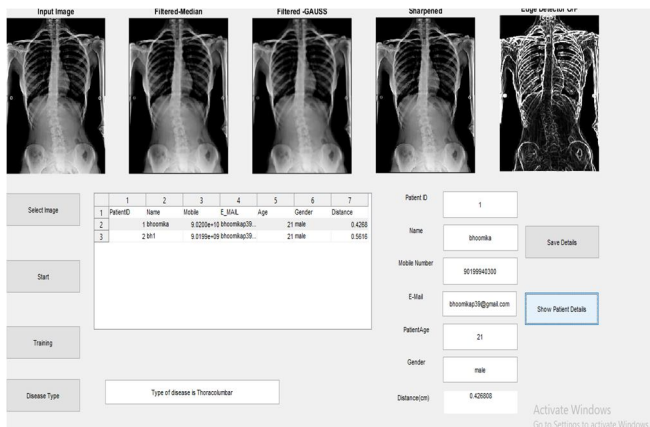 Input Image Filtered-Median Filtered -GAUSS Sharpened Edge Detector O/P
Select Image
Start
Training
Disease Type
1 2 3 4 5 6 7
1 PatientID Name Mobile E_MAIL Age Gender Distance
2 1 bhoomika 9.0200e+10 bhoomikap39... 21 male 0.4268
3 2 bh1 9.0199e+09 bhoomikap39... 21 male 0.5616
Type of disease is Thoracolumbar
Patient ID 1
Name bhoomika
Mobile Number 90199940300
E-Mail bhoomikap39@gmail.com
PatientAge 21
Gender male
Distance(cm) 0.426808
Save Details
Show Patient Details
Activate Windows
Go to Settings to activate Windows